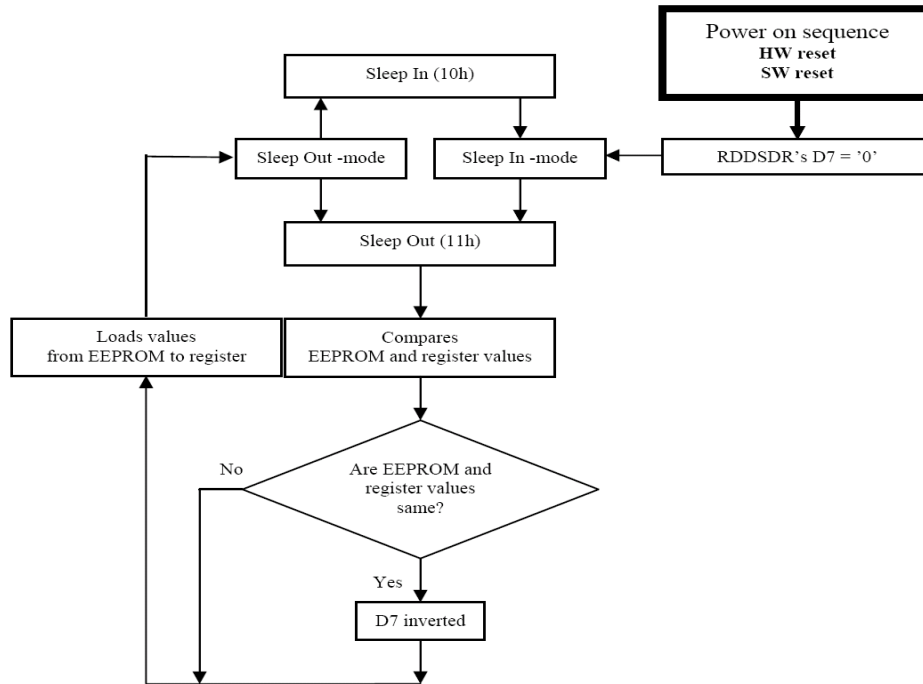 Power on sequence
HW reset
SW reset
Sleep In (10h)
Sleep Out -mode
Sleep In -mode
RDDSDR's D7 = '0'
Sleep Out (11h)
Loads values
from EEPROM to register
Compares
EEPROM and register values
No
Are EEPROM and
register values
same?
Yes
D7 inverted